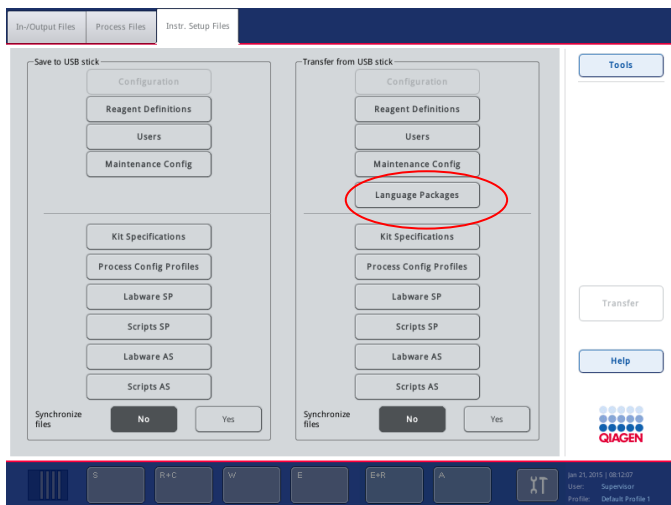 In-/Output Files
Process Files
Instr. Setup Files
Save to USB stick
Configuration
Reagent Definitions
Users
Maintenance Config
Kit Specifications
Process Config Profiles
Labware SP
Scripts SP
Labware AS
Scripts AS
Synchronize
files
No
Yes
Transfer from USB stick
Configuration
Reagent Definitions
Users
Maintenance Config
Language Packages
Kit Specifications
Process Config Profiles
Labware SP
Scripts SP
Labware AS
Scripts AS
Synchronize
files
No
Yes
Tools
Transfer
Help
QIAGEN
S
R+C
W
E
E+R
A
Jan 21, 2015 | 08:12:07
User: Supervisor
Profile: Default Profile 1